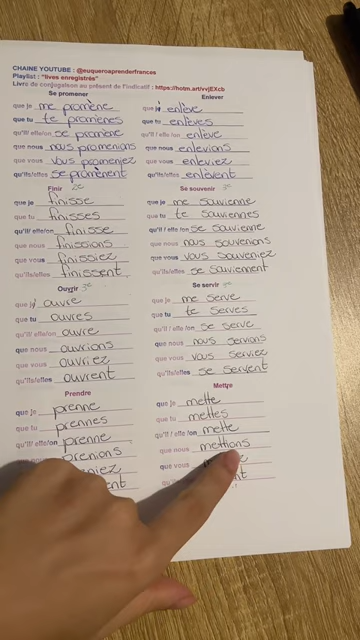 CHAINE YOUTUBE : @euqueroaprenderfrances
Playlist : "lives enregistrés"
Livre de conjugaison au présent de l'indicatif : https://hotm.art/vvjEXcb
Se promener
que je me promène
que tu te promènes
qu'il/ elle/on se promène
que nous nous promenions
que vous vous promeniez
qu'ils/elles se promènent
Enlever
que j' enlève
que tu enlèves
qu'il / elle /on enlève
que nous enlevions
que vous enleviez
qu'ils/elles enlèvent
Finir 2e
que je finisse
que tu finisses
qu'il/ elle/on finisse
que nous finissions
que vous finissiez
qu'ils/elles finissent
Se souvenir 3e
que je me souvienne
que tu te souviennes
qu'il / elle /on se souvienne
que nous nous souvenions
que vous vous souveniez
qu'ils/elles se souviennent
Ouvrir 3e
que j' ouvre
que tu ouvres
qu'il/ elle/on ouvre
que nous ouvrions
que vous ouvriez
qu'ils/elles ouvrent
Se servir 3e
que je me serve
que tu te serves
qu'il / elle /on se serve
que nous nous servions
que vous vous serviez
qu'ils/elles se servent
Prendre
que je prenne
que tu prennes
qu'il/ elle/on prenne
prenions
niez
ent
Mettre
que je mette
que tu mettes
qu'il / elle /on mette
que nous mettions
que vous
qu'il
nt